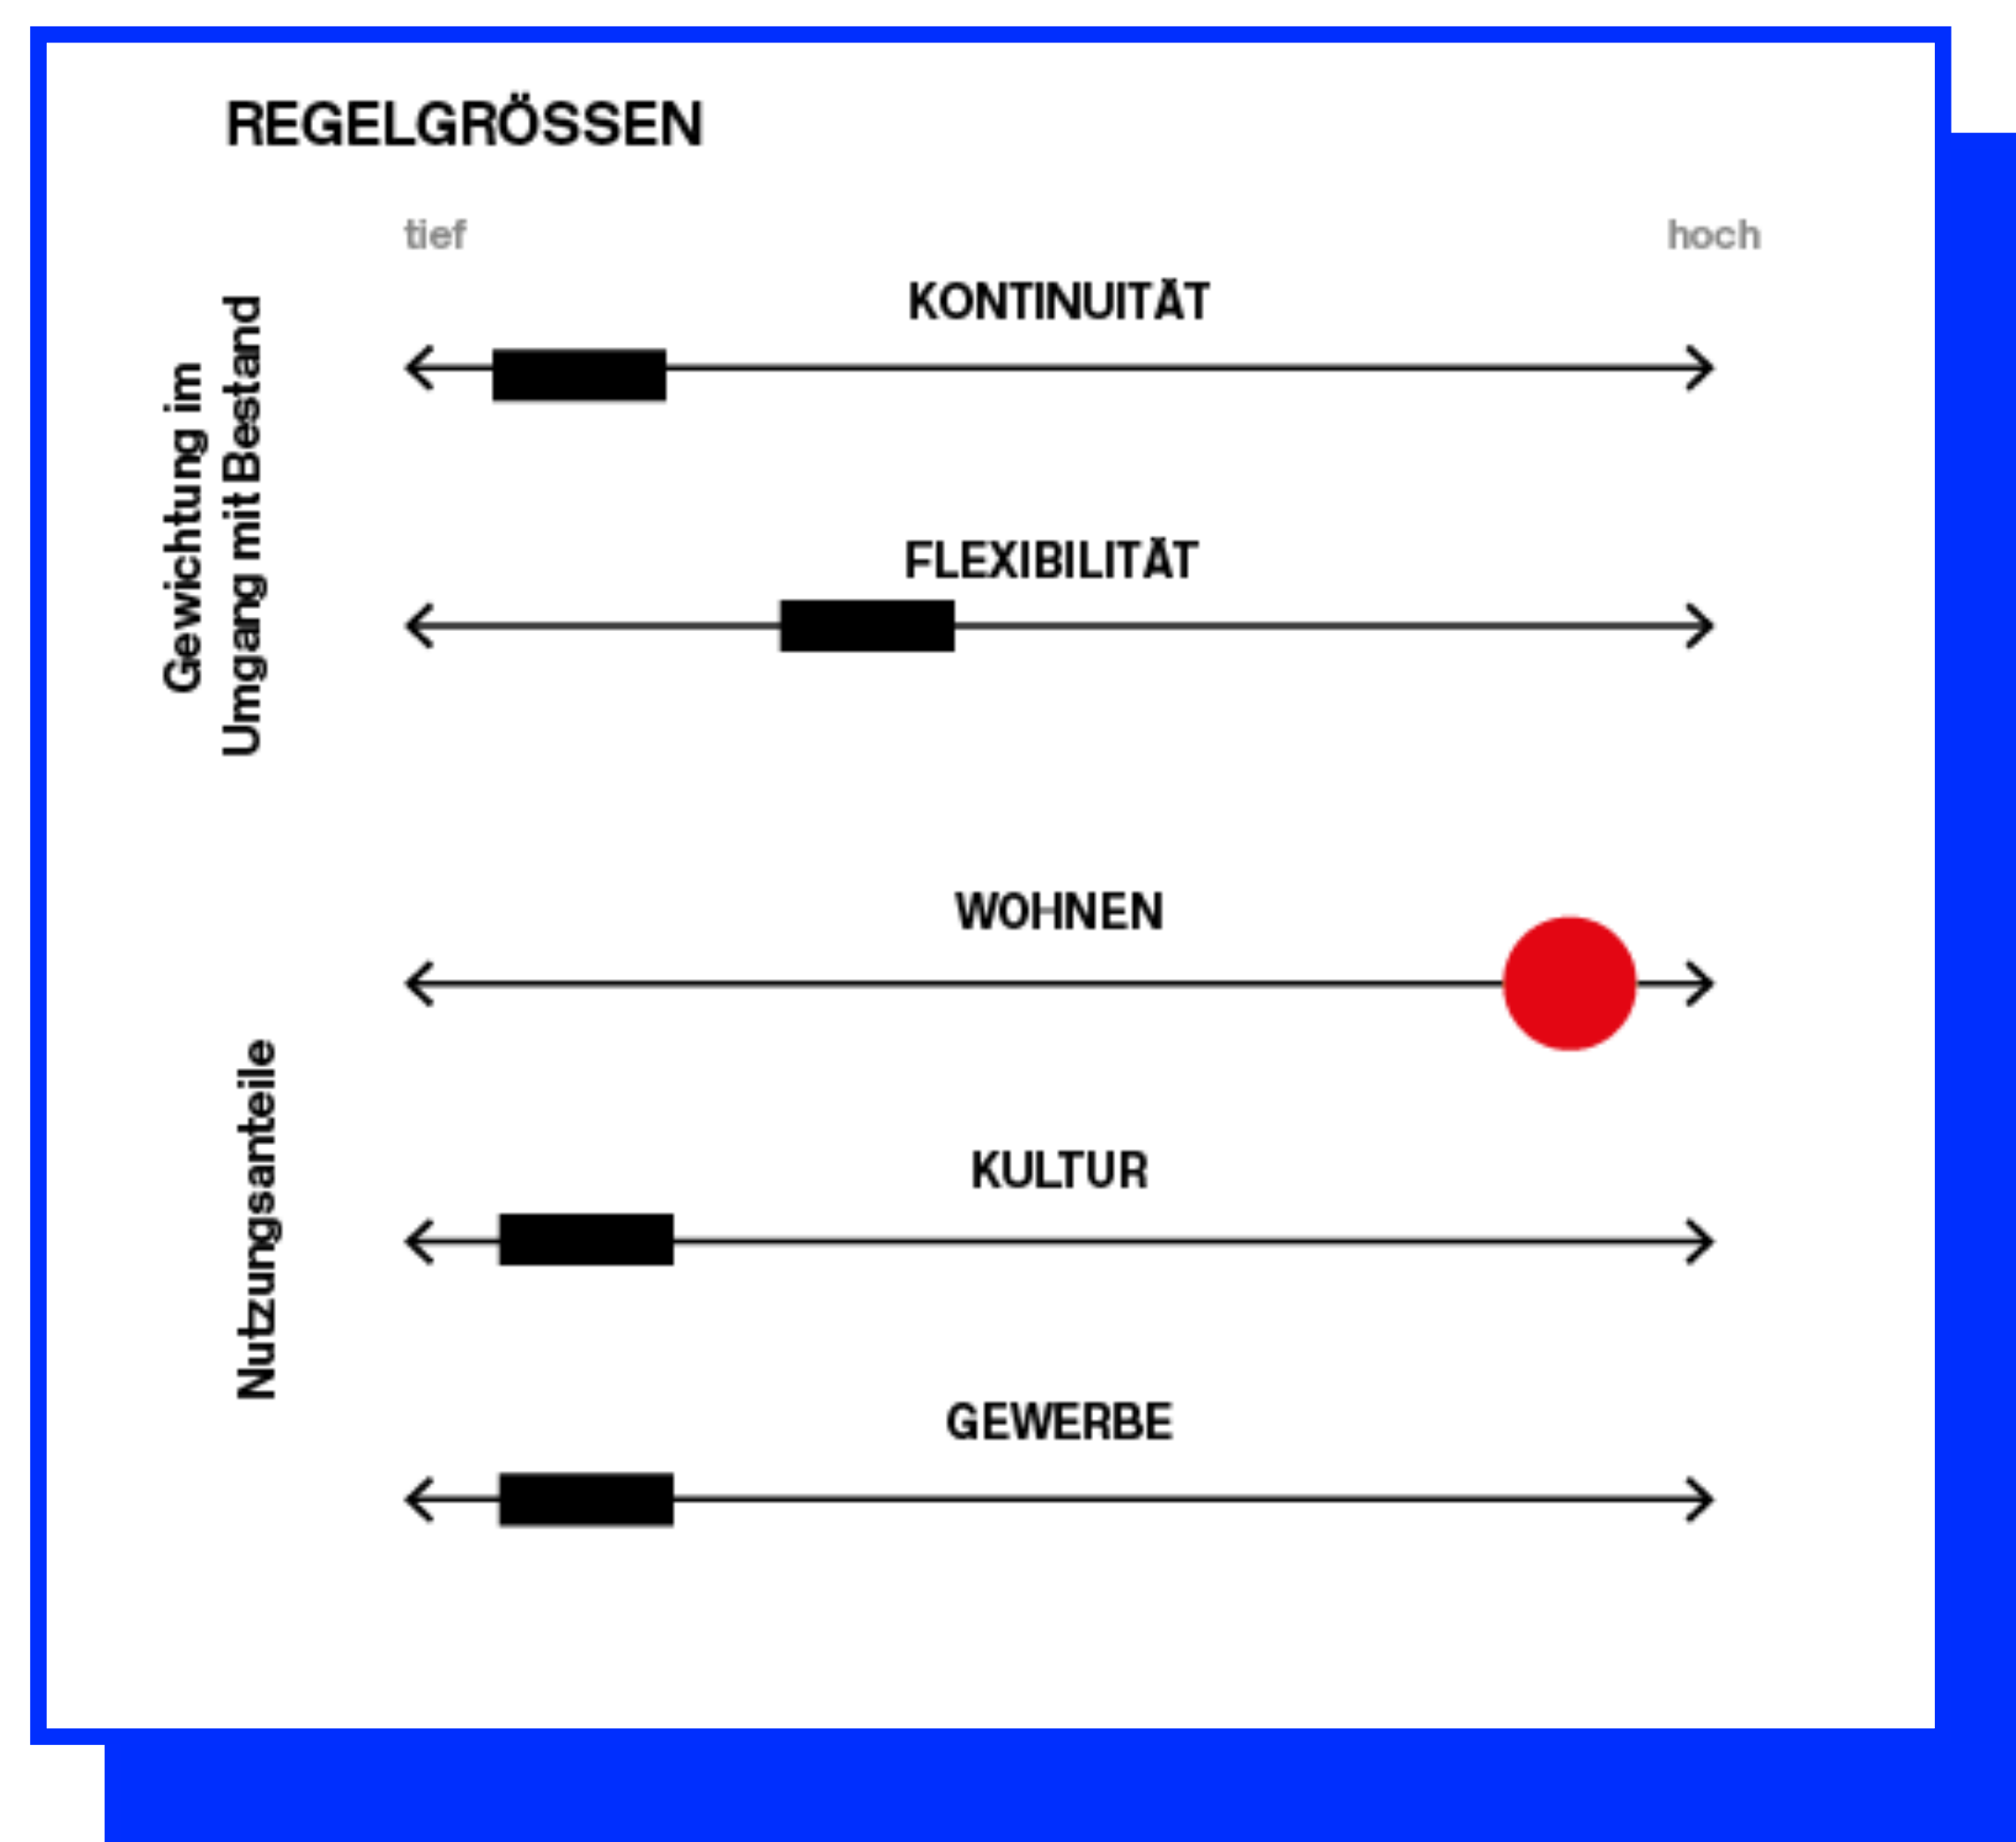 REGELGRÖSSEN
tief
hoch
Gewichtung im
Umgang mit Bestand
KONTINUITÄT
FLEXIBILITÄT
Nutzungsanteile
WOHNEN
KULTUR
GEWERBE